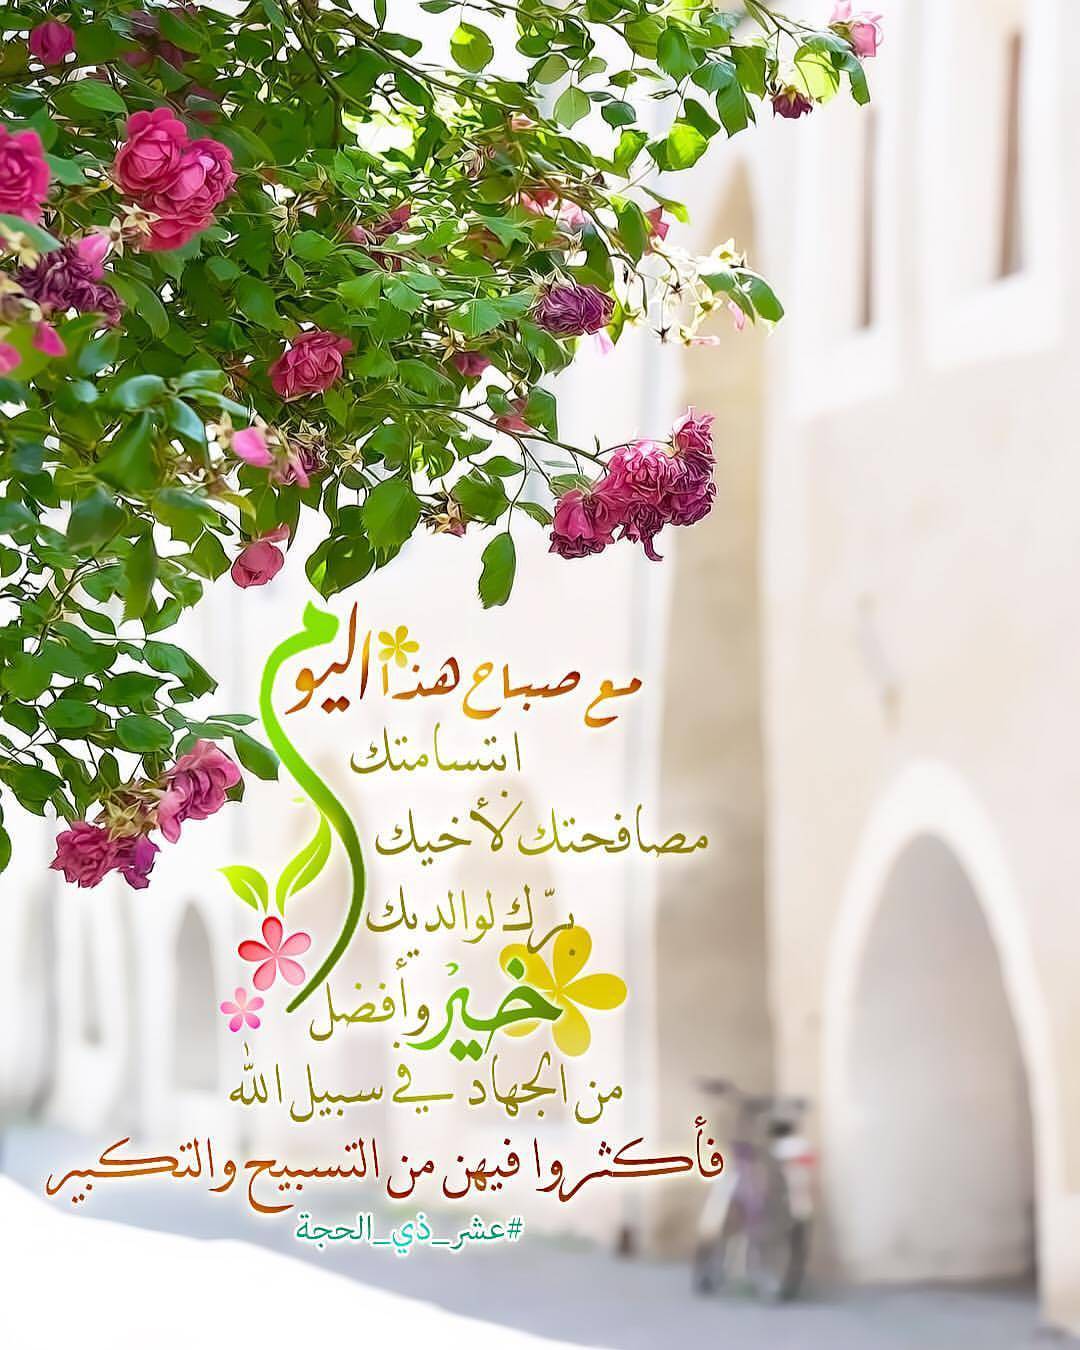 مع صباح هذا اليوم
ابتسامتك
مصافحتك لأخيك
برّك لوالديك
خيرٌ وأفضل
من الجهاد في سبيل الله
فأكثروا فيهن من التسبيح والتكبير
#عشر_ذي_الحجة